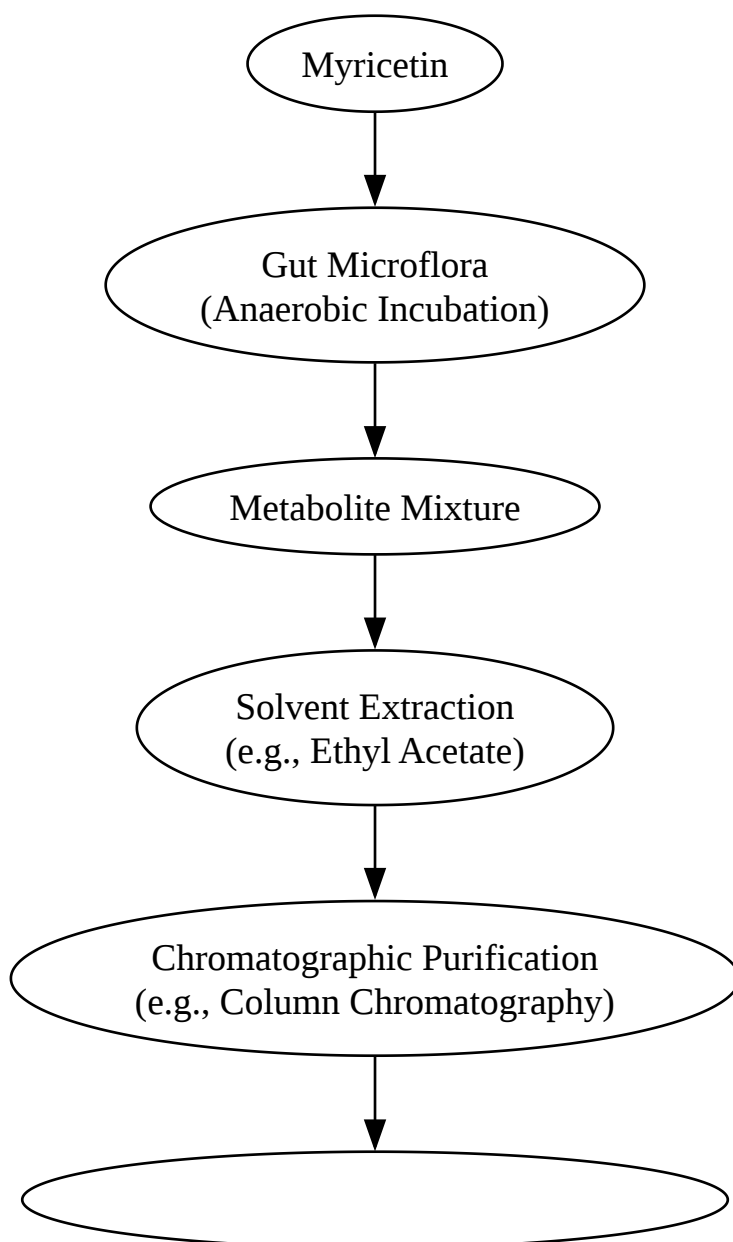 Myricetin
Gut Microflora
(Anaerobic Incubation)
Metabolite Mixture
Solvent Extraction
(e.g., Ethyl Acetate)
Chromatographic Purification
(e.g., Column Chromatography)